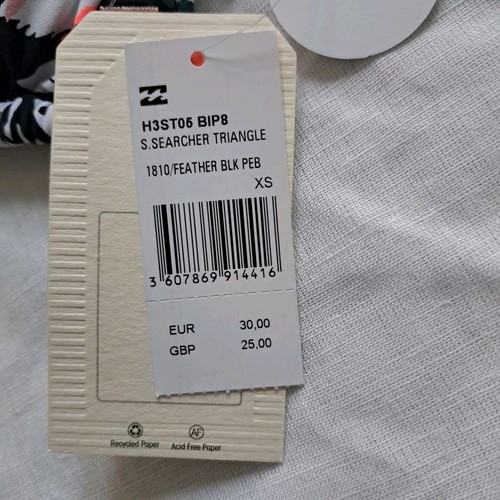 H3ST05 BIP8
S.SEARCHER TRIANGLE
1810/FEATHER BLK PEB
XS
3 607869 914416
EUR 30,00
GBP 25,00
AF
Recycled Paper Acid Free Paper